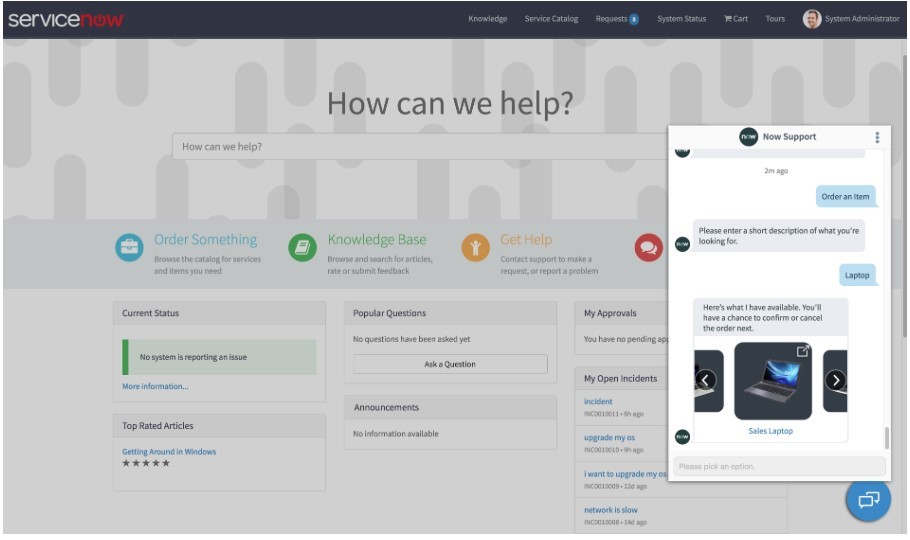 servicenow
Knowledge
Service Catalog
Requests 8
System Status
Cart
Tours
System Administrator
How can we help?
How can we help?
Order Something
Browse the catalog for services
and items you need
Knowledge Base
Browse and search for articles,
rate or submit feedback
Get Help
Contact support to make a
request, or report a problem
Current Status
No system is reporting an issue
More information...
Top Rated Articles
Getting Around in Windows
★★★★★
Popular Questions
No questions have been asked yet
Ask a Question
Announcements
No information available
My Approvals
You have no pending app
My Open Incidents
incident
INC0010011 • 8h ago
upgrade my os
INC0010010 • 9h ago
i want to upgrade my os
INC0010009 • 12d ago
network is slow
INC0010008 • 14d ago
now Now Support
now
2m ago
Order an Item
Please enter a short description of what you're
looking for.
now
Laptop
Here's what I have available. You'll
have a chance to confirm or cancel
the order next.
Sales Laptop
now
Please pick an option.